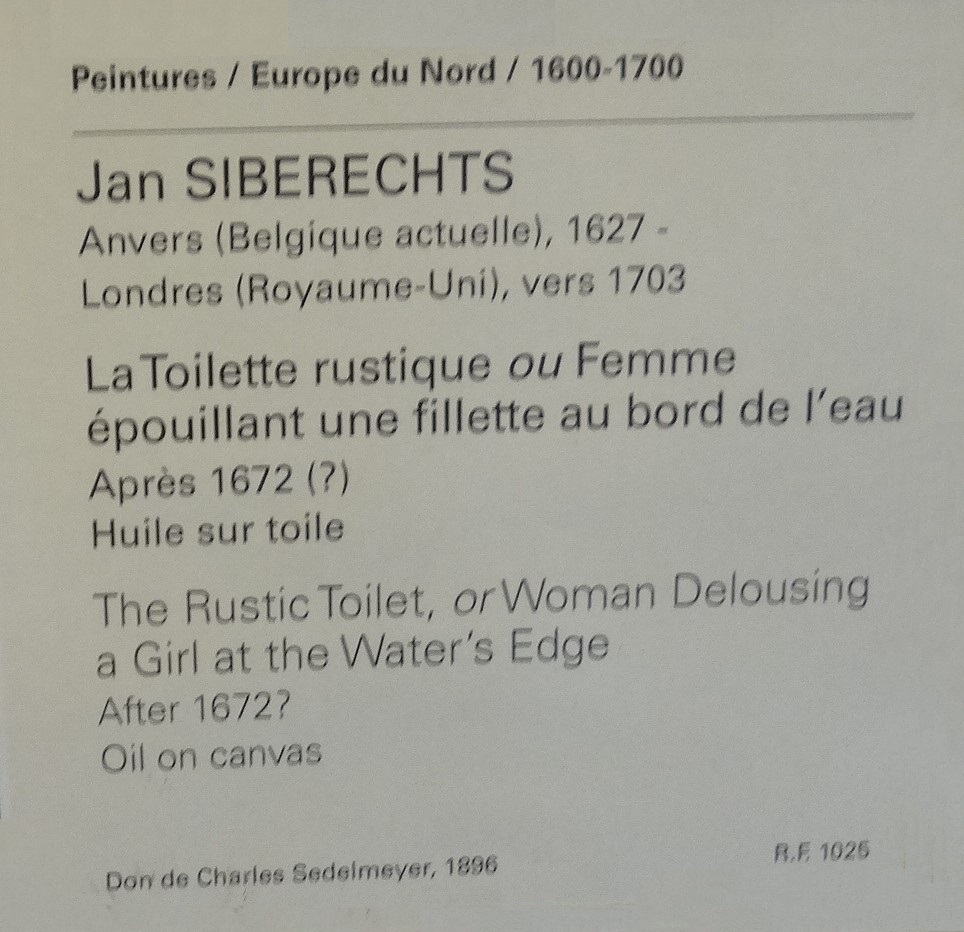 Peintures / Europe du Nord / 1600-1700
Jan SIBERECHTS
Anvers (Belgique actuelle), 1627 -
Londres (Royaume-Uni), vers 1703
La Toilette rustique ou Femme
épouillant une fillette au bord de l'eau
Après 1672 (?)
Huile sur toile
The Rustic Toilet, or Woman Delousing
a Girl at the Water's Edge
After 1672?
Oil on canvas
Don de Charles Sedelmeyer, 1896
R.F. 1025